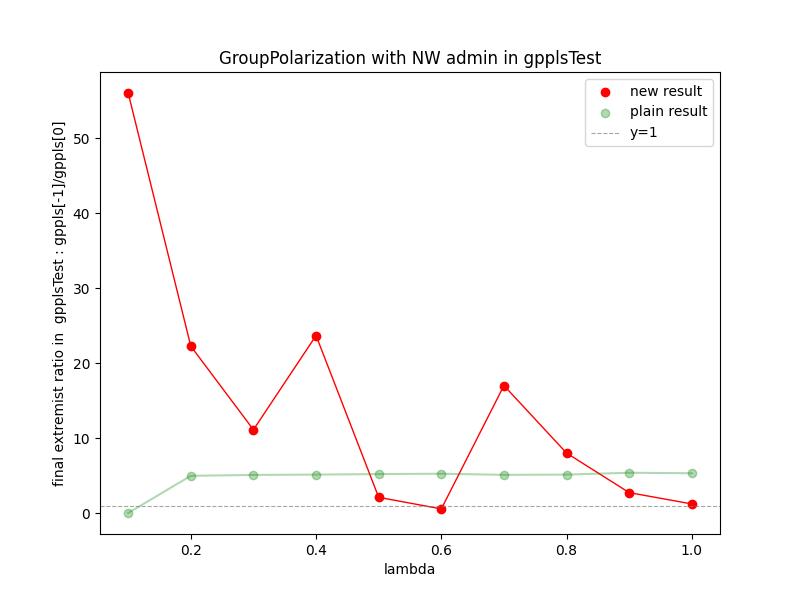 GroupPolarization with NW admin in gpplsTest
final extremist ratio in  gpplsTest : gppls[-1]/gppls[0]
50
40
30
20
10
0
new result
plain result
y=1
0.2 0.4 0.6 0.8 1.0
lambda